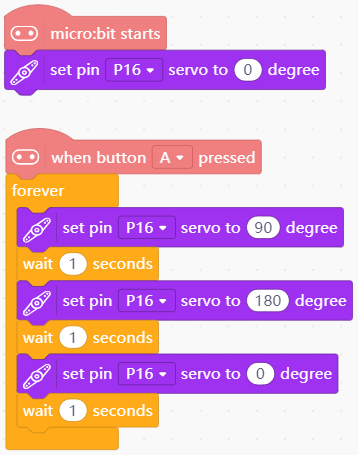 micro:bit starts
set pin P16 servo to 0 degree
when button A pressed
forever
set pin P16 servo to 90 degree
wait 1 seconds
set pin P16 servo to 180 degree
wait 1 seconds
set pin P16 servo to 0 degree
wait 1 seconds